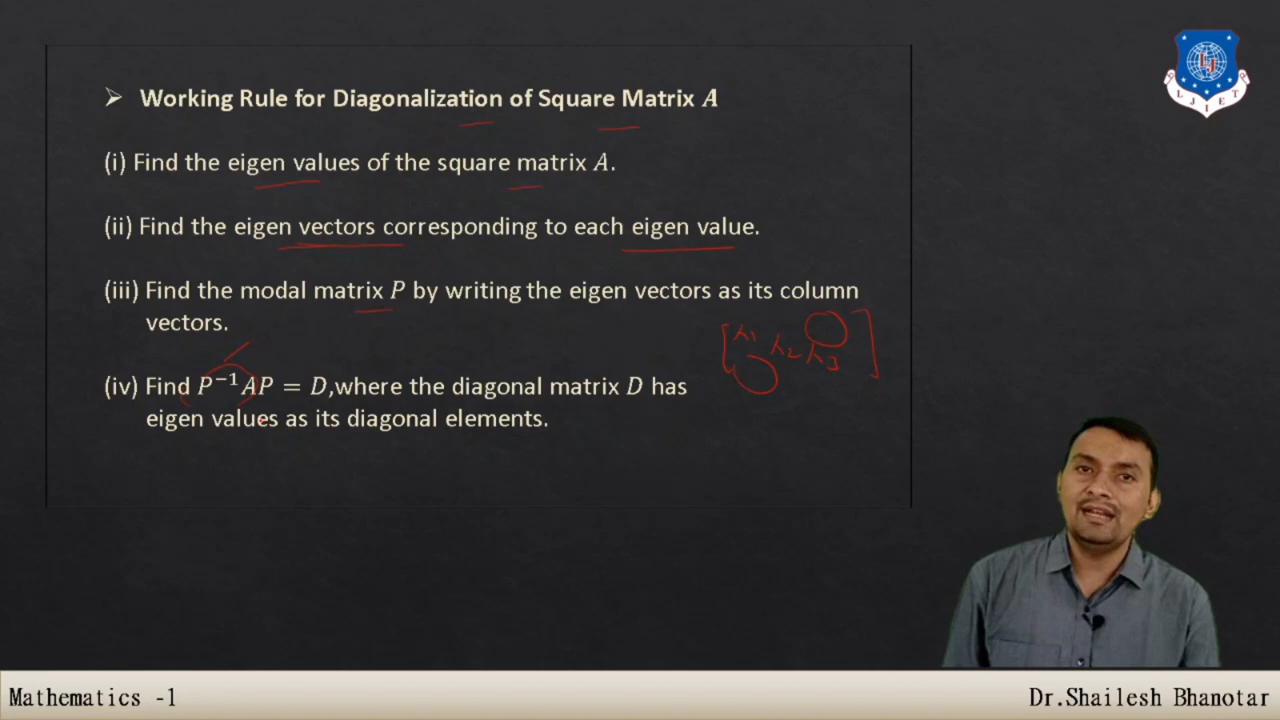 ➢ Working Rule for Diagonalization of Square Matrix A
(i) Find the eigen values of the square matrix A.
(ii) Find the eigen vectors corresponding to each eigen value.
(iii) Find the modal matrix P by writing the eigen vectors as its column
vectors.
[λ1 λ2 λ3]
(iv) Find P⁻¹AP = D,where the diagonal matrix D has
eigen values as its diagonal elements.
LJIET
Mathematics -1
Dr.Shailesh Bhanotar